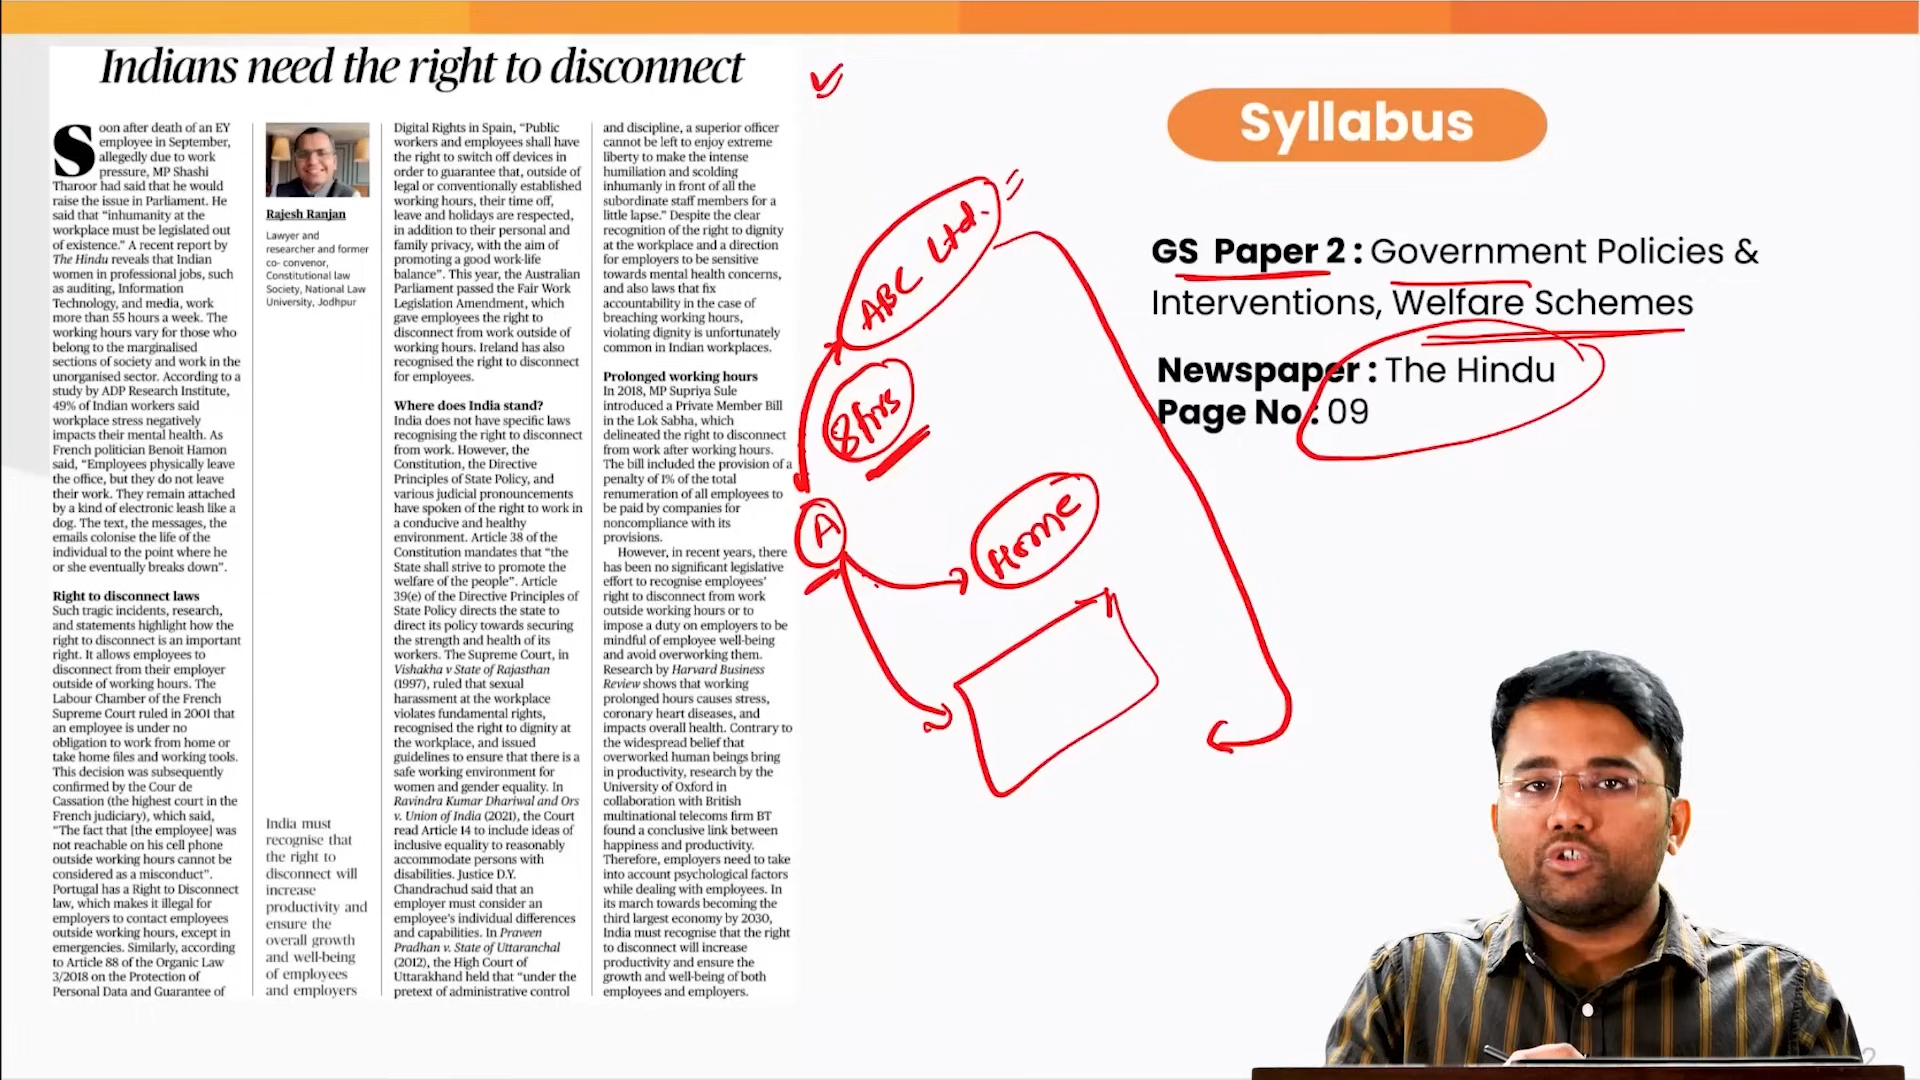 Indians need the right to disconnect
Soon after death of an EY
employee in September,
allegedly due to work
pressure, MP Shashi
Tharoor had said that he would
raise the issue in Parliament. He
said that “inhumanity at the
workplace must be legislated out
of existence.” A recent report by
The Hindu reveals that Indian
women in professional jobs, such
as auditing, Information
Technology, and media, work
more than 55 hours a week. The
working hours vary for those who
belong to the marginalised
sections of society and work in the
unorganised sector. According to a
study by ADP Research Institute,
49% of Indian workers said
workplace stress negatively
impacts their mental health. As
French politician Benoit Hamon
said, “Employees physically leave
the office, but they do not leave
their work. They remain attached
by a kind of electronic leash like a
dog. The text, the messages, the
emails colonise the life of the
individual to the point where he
or she eventually breaks down”.
Right to disconnect laws
Such tragic incidents, research,
and statements highlight how the
right to disconnect is an important
right. It allows employees to
disconnect from their employer
outside of working hours. The
Labour Chamber of the French
Supreme Court ruled in 2001 that
an employee is under no
obligation to work from home or
take home files and working tools.
This decision was subsequently
confirmed by the Cour de
Cassation (the highest court in the
French judiciary), which said,
“The fact that [the employee] was
not reachable on his cell phone
outside working hours cannot be
considered as a misconduct”.
Portugal has a Right to Disconnect
law, which makes it illegal for
employers to contact employees
outside working hours, except in
emergencies. Similarly, according
to Article 88 of the Organic Law
3/2018 on the Protection of
Personal Data and Guarantee of
Rajesh Ranjan
Lawyer and
researcher and former
co- convenor,
Constitutional law
Society, National Law
University, Jodhpur
India must
recognise that
the right to
disconnect will
increase
productivity and
ensure the
overall growth
and well-being
of employees
and employers
Digital Rights in Spain, “Public
workers and employees shall have
the right to switch off devices in
order to guarantee that, outside of
legal or conventionally established
working hours, their time off,
leave and holidays are respected,
in addition to their personal and
family privacy, with the aim of
promoting a good work-life
balance”. This year, the Australian
Parliament passed the Fair Work
Legislation Amendment, which
gave employees the right to
disconnect from work outside of
working hours. Ireland has also
recognised the right to disconnect
for employees.
Where does India stand?
India does not have specific laws
recognising the right to disconnect
from work. However, the
Constitution, the Directive
Principles of State Policy, and
various judicial pronouncements
have spoken of the right to work in
a conducive and healthy
environment. Article 38 of the
Constitution mandates that “the
State shall strive to promote the
welfare of the people”. Article
39(e) of the Directive Principles of
State Policy directs the state to
direct its policy towards securing
the strength and health of its
workers. The Supreme Court, in
Vishakha v State of Rajasthan
(1997), ruled that sexual
harassment at the workplace
violates fundamental rights,
recognised the right to dignity at
the workplace, and issued
guidelines to ensure that there is a
safe working environment for
women and gender equality. In
Ravindra Kumar Dhariwal and Ors
v. Union of India (2021), the Court
read Article 14 to include ideas of
inclusive equality to reasonably
accommodate persons with
disabilities. Justice D.Y.
Chandrachud said that an
employer must consider an
employee’s individual differences
and capabilities. In Praveen
Pradhan v. State of Uttaranchal
(2012), the High Court of
Uttarakhand held that “under the
pretext of administrative control
and discipline, a superior officer
cannot be left to enjoy extreme
liberty to make the intense
humiliation and scolding
inhumanly in front of all the
subordinate staff members for a
little lapse.” Despite the clear
recognition of the right to dignity
at the workplace and a direction
for employers to be sensitive
towards mental health concerns,
and also laws that fix
accountability in the case of
breaching working hours,
violating dignity is unfortunately
common in Indian workplaces.
Prolonged working hours
In 2018, MP Supriya Sule
introduced a Private Member Bill
in the Lok Sabha, which
delineated the right to disconnect
from work after working hours.
The bill included the provision of a
penalty of 1% of the total
renumeration of all employees to
be paid by companies for
noncompliance with its
provisions.
However, in recent years, there
has been no significant legislative
effort to recognise employees’
right to disconnect from work
outside working hours or to
impose a duty on employers to be
mindful of employee well-being
and avoid overworking them.
Research by Harvard Business
Review shows that working
prolonged hours causes stress,
coronary heart diseases, and
impacts overall health. Contrary to
the widespread belief that
overworked human beings bring
in productivity, research by the
University of Oxford in
collaboration with British
multinational telecoms firm BT
found a conclusive link between
happiness and productivity.
Therefore, employers need to take
into account psychological factors
while dealing with employees. In
its march towards becoming the
third largest economy by 2030,
India must recognise that the right
to disconnect will increase
productivity and ensure the
growth and well-being of both
employees and employers.
ABC Ltd.
8 hrs
A
Home
Syllabus
GS Paper 2 : Government Policies &
Interventions, Welfare Schemes
Newspaper : The Hindu
Page No : 09
2